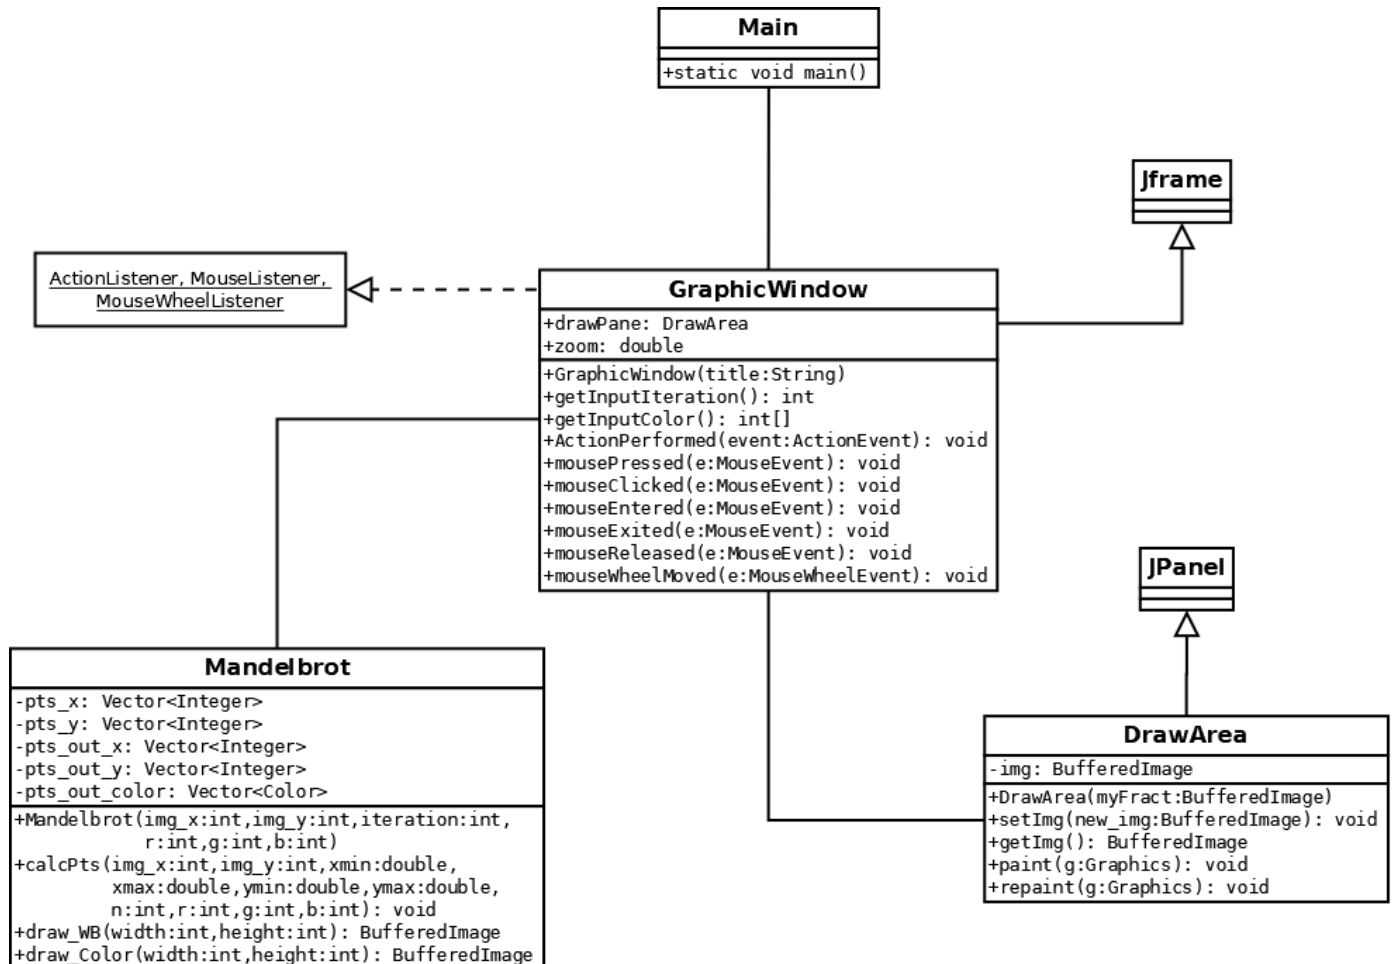 Main
+static void main()
Jframe
ActionListener, MouseListener,
MouseWheelListener
GraphicWindow
+drawPane: DrawArea
+zoom: double
+GraphicWindow(title:String)
+getInputIteration(): int
+getInputColor(): int[]
+ActionPerformed(event:ActionEvent): void
+mousePressed(e:MouseEvent): void
+mouseClicked(e:MouseEvent): void
+mouseEntered(e:MouseEvent): void
+mouseExited(e:MouseEvent): void
+mouseReleased(e:MouseEvent): void
+mouseWheelMoved(e:MouseWheelEvent): void
JPanel
Mandelbrot
-pts_x: Vector<Integer>
-pts_y: Vector<Integer>
-pts_out_x: Vector<Integer>
-pts_out_y: Vector<Integer>
-pts_out_color: Vector<Color>
+Mandelbrot(img_x:int,img_y:int,iteration:int,
r:int,g:int,b:int)
+calcPts(img_x:int,img_y:int,xmin:double,
xmax:double,ymin:double,ymax:double,
n:int,r:int,g:int,b:int): void
+draw_WB(width:int,height:int): BufferedImage
+draw_Color(width:int,height:int): BufferedImage
DrawArea
-img: BufferedImage
+DrawArea(myFract:BufferedImage)
+setImg(new_img:BufferedImage): void
+getImg(): BufferedImage
+paint(g:Graphics): void
+repaint(g:Graphics): void